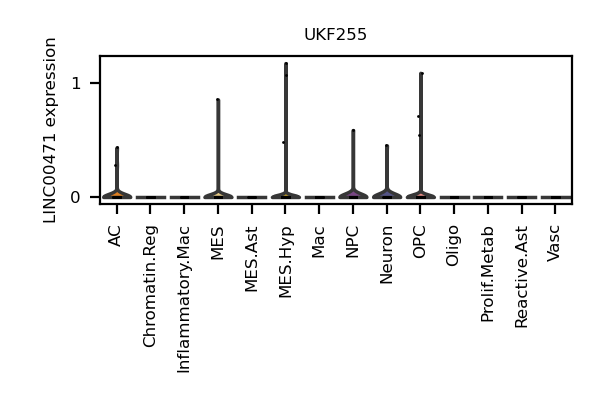 UKF255
LINC00471 expression
1
0
AC
Chromatin.Reg
Inflammatory.Mac
MES
MES.Ast
MES.Hyp
Mac
NPC
Neuron
OPC
Oligo
Prolif.Metab
Reactive.Ast
Vasc